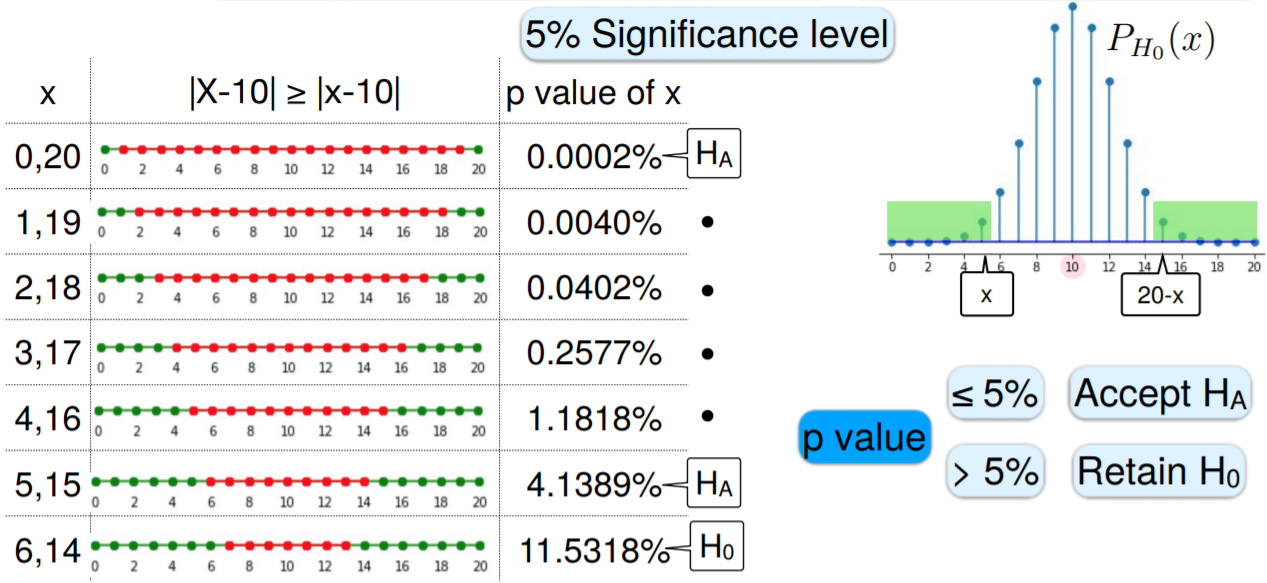 5% Significance level
P_{H_0}(x)
x |X-10| ≥ |x-10| p value of x
0,20 0.0002% H_A
0 2 4 6 8 10 12 14 16 18 20
1,19 0.0040% •
0 2 4 6 8 10 12 14 16 18 20
2,18 0.0402% •
0 2 4 6 8 10 12 14 16 18 20
3,17 0.2577% •
0 2 4 6 8 10 12 14 16 18 20
4,16 1.1818% •
0 2 4 6 8 10 12 14 16 18 20
5,15 4.1389% H_A
0 2 4 6 8 10 12 14 16 18 20
6,14 11.5318% H_0
0 2 4 6 8 10 12 14 16 18 20
0 2 4 6 8 10 12 14 16 18 20
x 20-x
p value
≤ 5% Accept H_A
> 5% Retain H_0